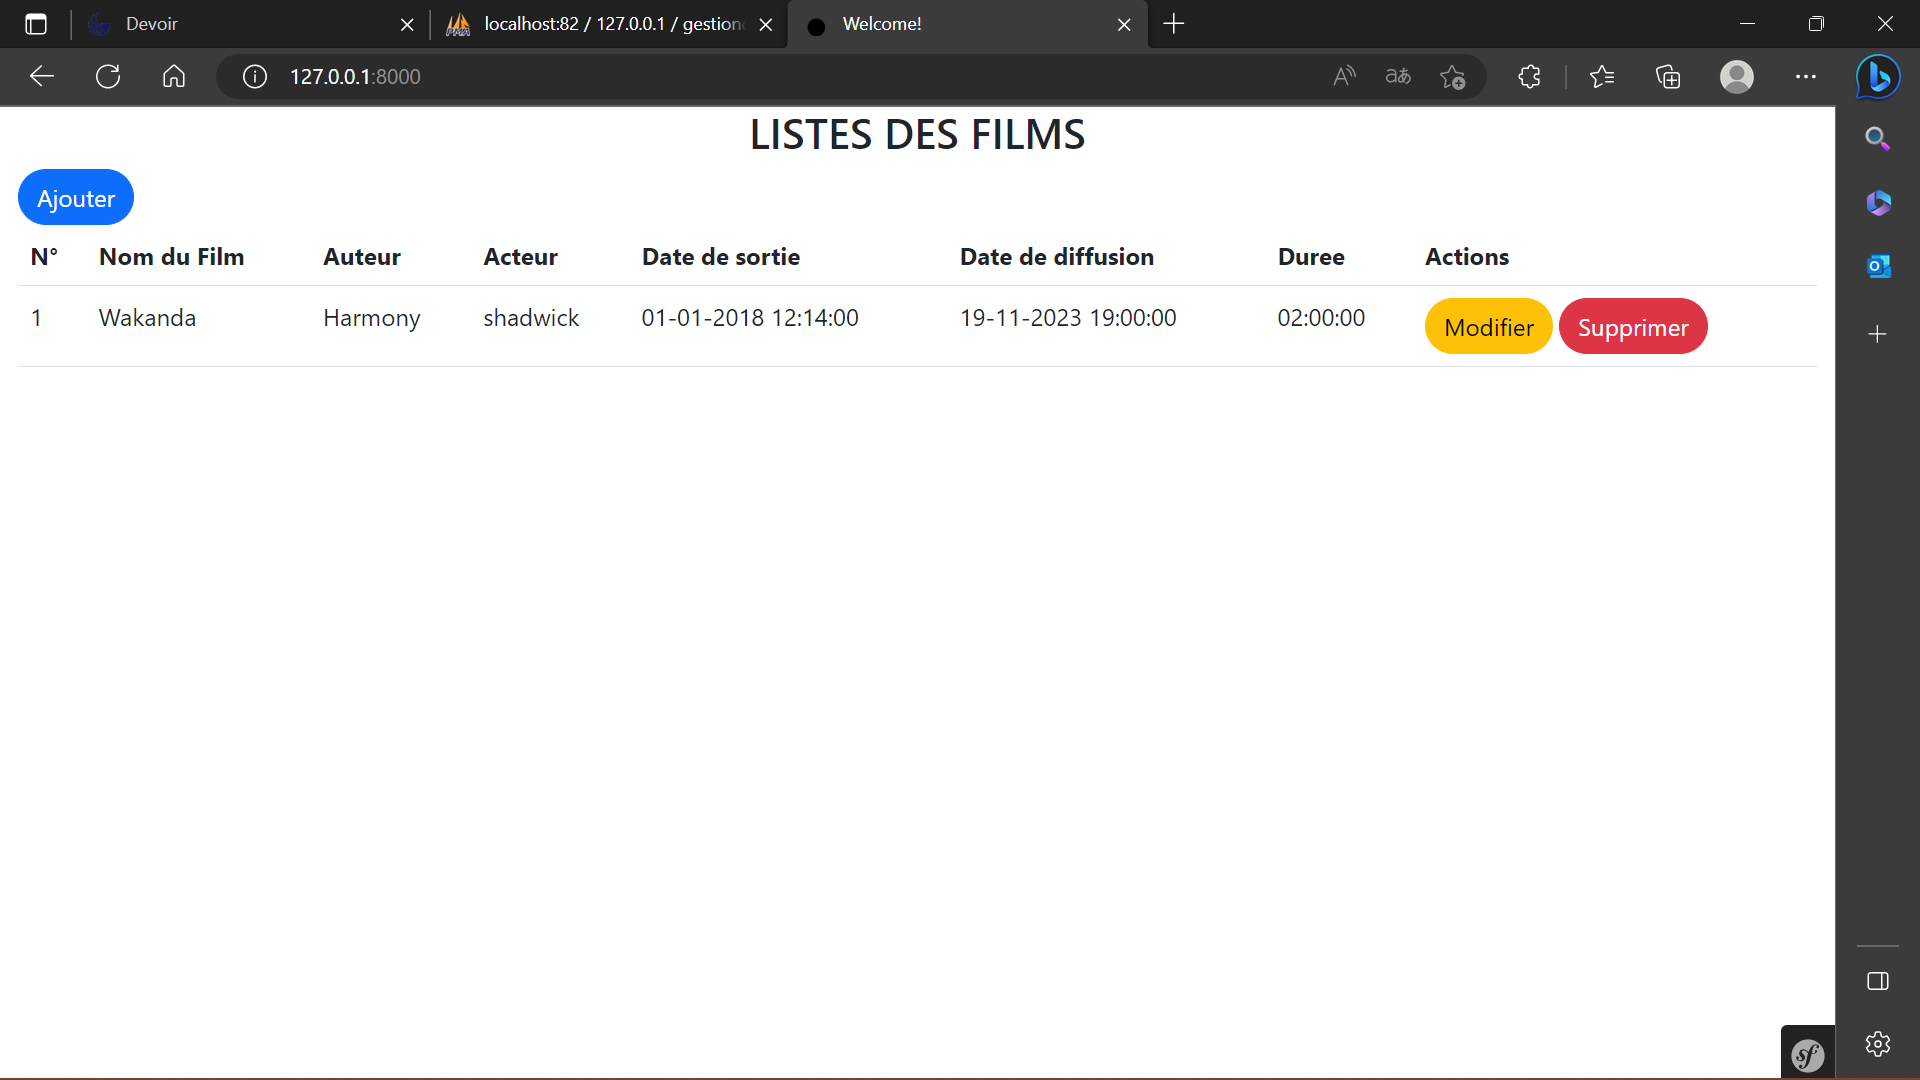 Devoir
localhost:82 / 127.0.0.1 / gestion
Welcome!
127.0.0.1:8000
LISTES DES FILMS
Ajouter
N° Nom du Film Auteur Acteur Date de sortie Date de diffusion Duree Actions
1 Wakanda Harmony shadwick 01-01-2018 12:14:00 19-11-2023 19:00:00 02:00:00 Modifier Supprimer